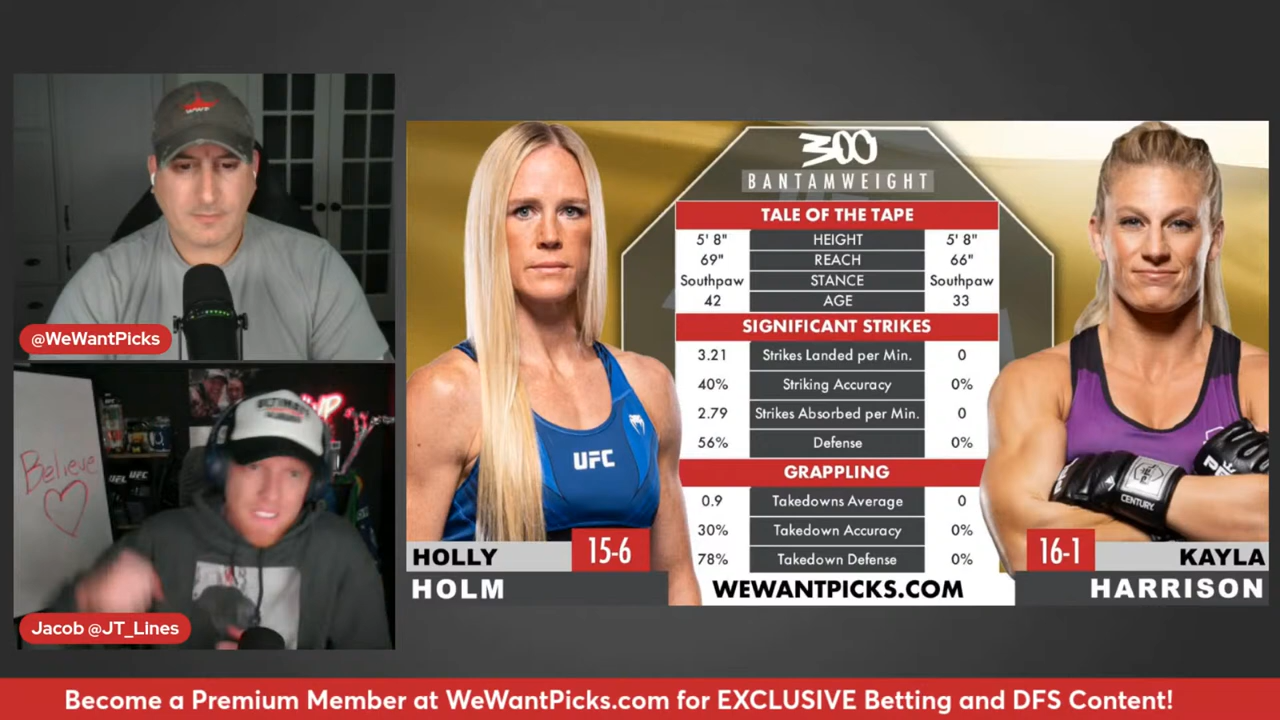 WWP
@WeWantPicks
Believe
UFC UFC
ULTIMATE
Jacob @JT_Lines
300
BANTAMWEIGHT
TALE OF THE TAPE
5' 8" HEIGHT 5' 8"
69" REACH 66"
Southpaw STANCE Southpaw
42 AGE 33
SIGNIFICANT STRIKES
3.21 Strikes Landed per Min. 0
40% Striking Accuracy 0%
2.79 Strikes Absorbed per Min. 0
56% Defense 0%
GRAPPLING
0.9 Takedowns Average 0
30% Takedown Accuracy 0%
78% Takedown Defense 0%
UFC
CENTURY
HOLLY 15-6
HOLM
16-1 KAYLA
HARRISON
WEWANTPICKS.COM
Become a Premium Member at WeWantPicks.com for EXCLUSIVE Betting and DFS Content!